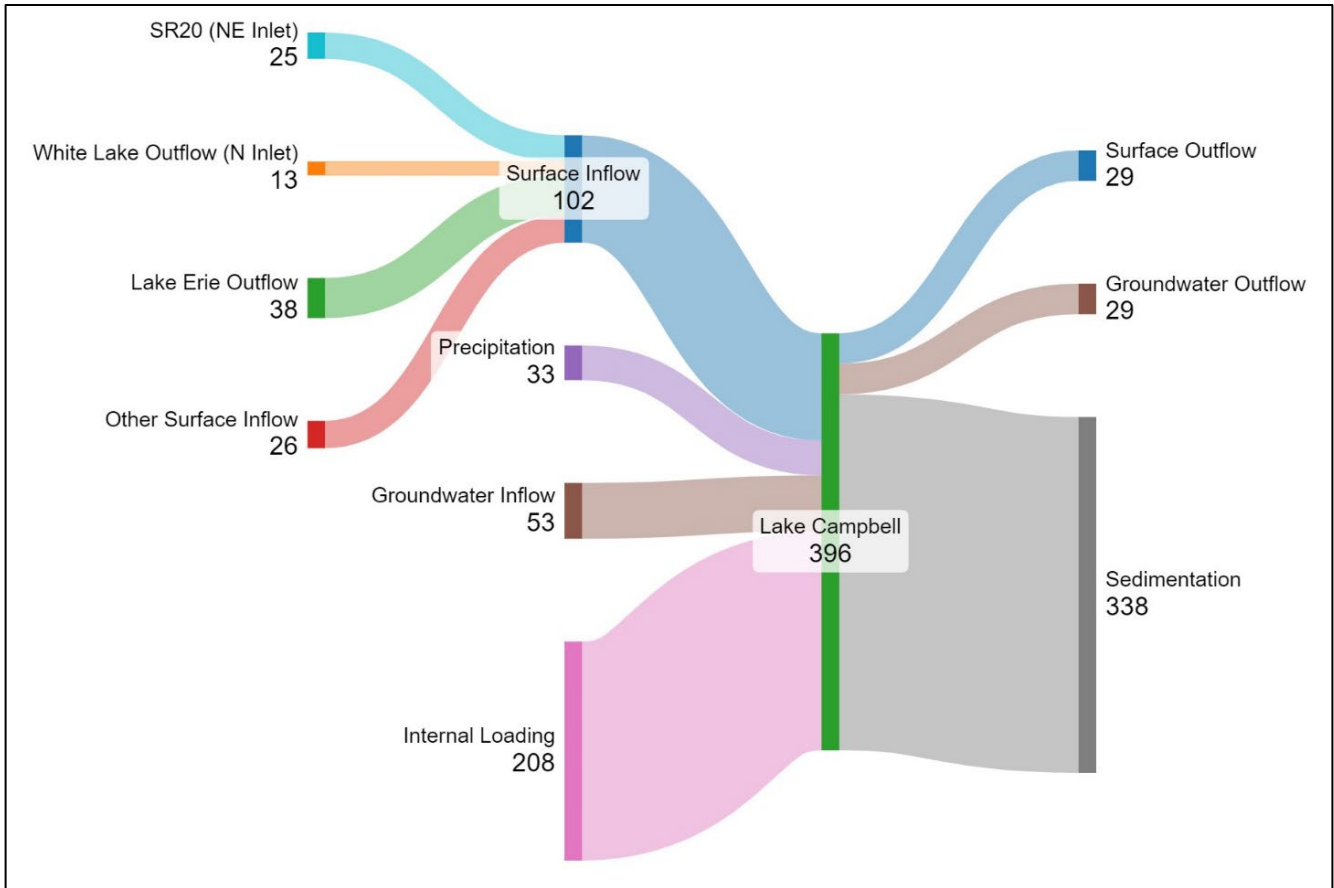 SR20 (NE Inlet)
25
White Lake Outflow (N Inlet)
13
Lake Erie Outflow
38
Other Surface Inflow
26
Surface Inflow
102
Precipitation
33
Groundwater Inflow
53
Internal Loading
208
Lake Campbell
396
Surface Outflow
29
Groundwater Outflow
29
Sedimentation
338